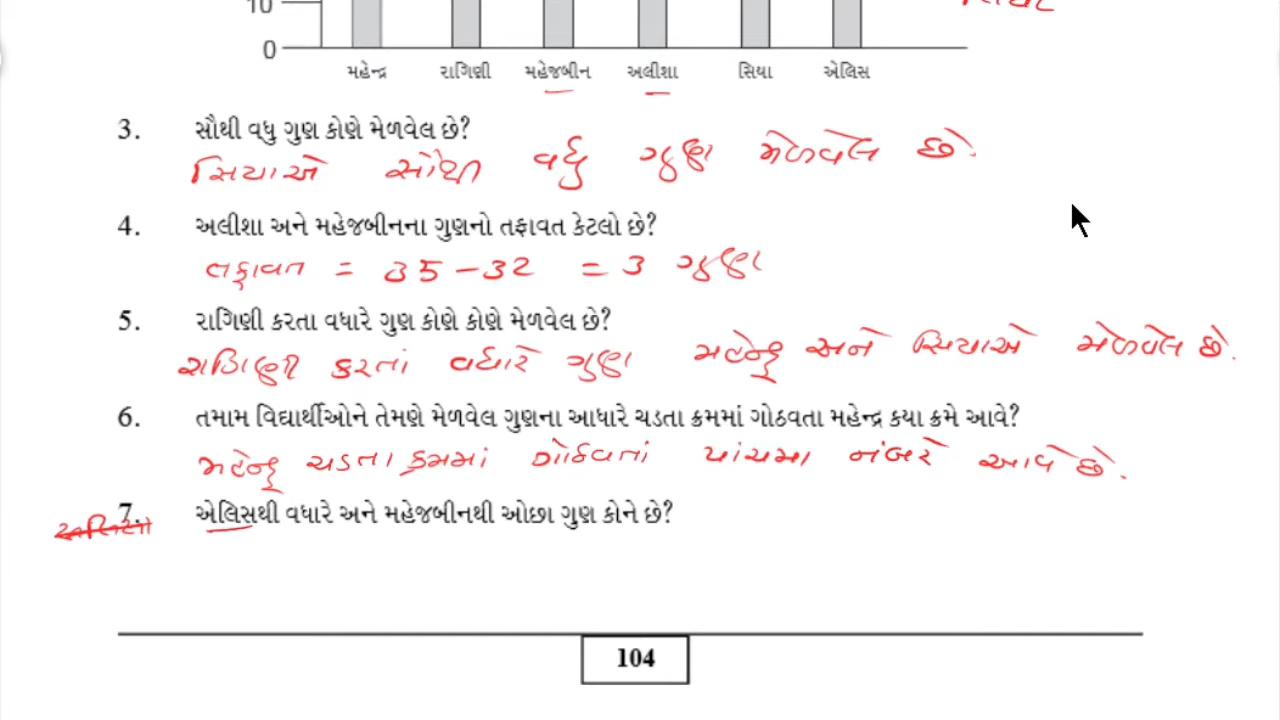 10
0
મહેન્દ્ર રાગિણી મહેજબીન અલીશા સિયા એલિસ
3. સૌથી વધુ ગુણ કોણે મેળવેલ છે?
સિયાએ સૌથી વધુ ગુણ મેળવેલ છે.
4. અલીશા અને મહેજબીનના ગુણનો તફાવત કેટલો છે?
તફાવત = 35 - 32 = 3 ગુણ
5. રાગિણી કરતા વધારે ગુણ કોણે કોણે મેળવેલ છે?
રાગિણી કરતાં વધારે ગુણ મહેન્દ્ર અને સિયાએ મેળવેલ છે.
6. તમામ વિદ્યાર્થીઓને તેમણે મેળવેલ ગુણના આધારે ચડતા ક્રમમાં ગોઠવતા મહેન્દ્ર કયા ક્રમે આવે?
મહેન્દ્ર ચડતા ક્રમમાં ગોઠવતાં પાંચમા નંબરે આવે છે.
7. એલિસથી વધારે અને મહેજબીનથી ઓછા ગુણ કોને છે?
104